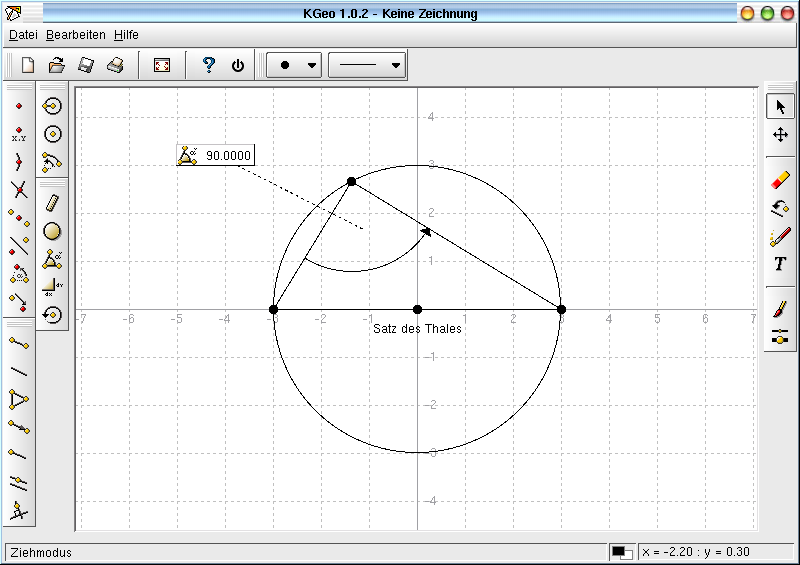 KGeo 1.0.2 - Keine Zeichnung
Datei Bearbeiten Hilfe
X,Y
α
T
dy
dx
α 90.0000
4
3
2
1
-7 -6 -5 -4 -3 -2 -1 1 2 3 4 5 6 7
Satz des Thales
-1
-2
-3
-4
Ziehmodus
x = -2.20 : y = 0.30